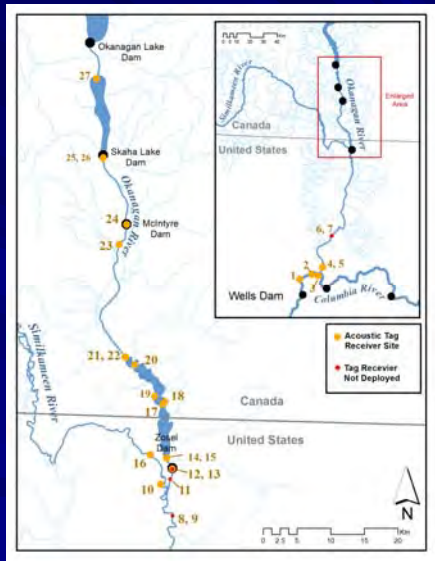 Okanagan Lake
Dam
27
Skaha Lake
Dam
25, 26
Okanagan River
24
McIntyre
Dam
23
Similkameen River
21, 22
20
19
18
17
Canada
United States
Zosel
Dam
14, 15
16
12, 13
11
10
8, 9
0 2.5 5 10 15 20
Km
N
Similkameen River
Okanagan River
Enlarged
Area
Canada
United States
6, 7
4, 5
2
1
3
Wells Dam
Columbia River
Acoustic Tag
Receiver Site
Tag Recevier
Not Deployed